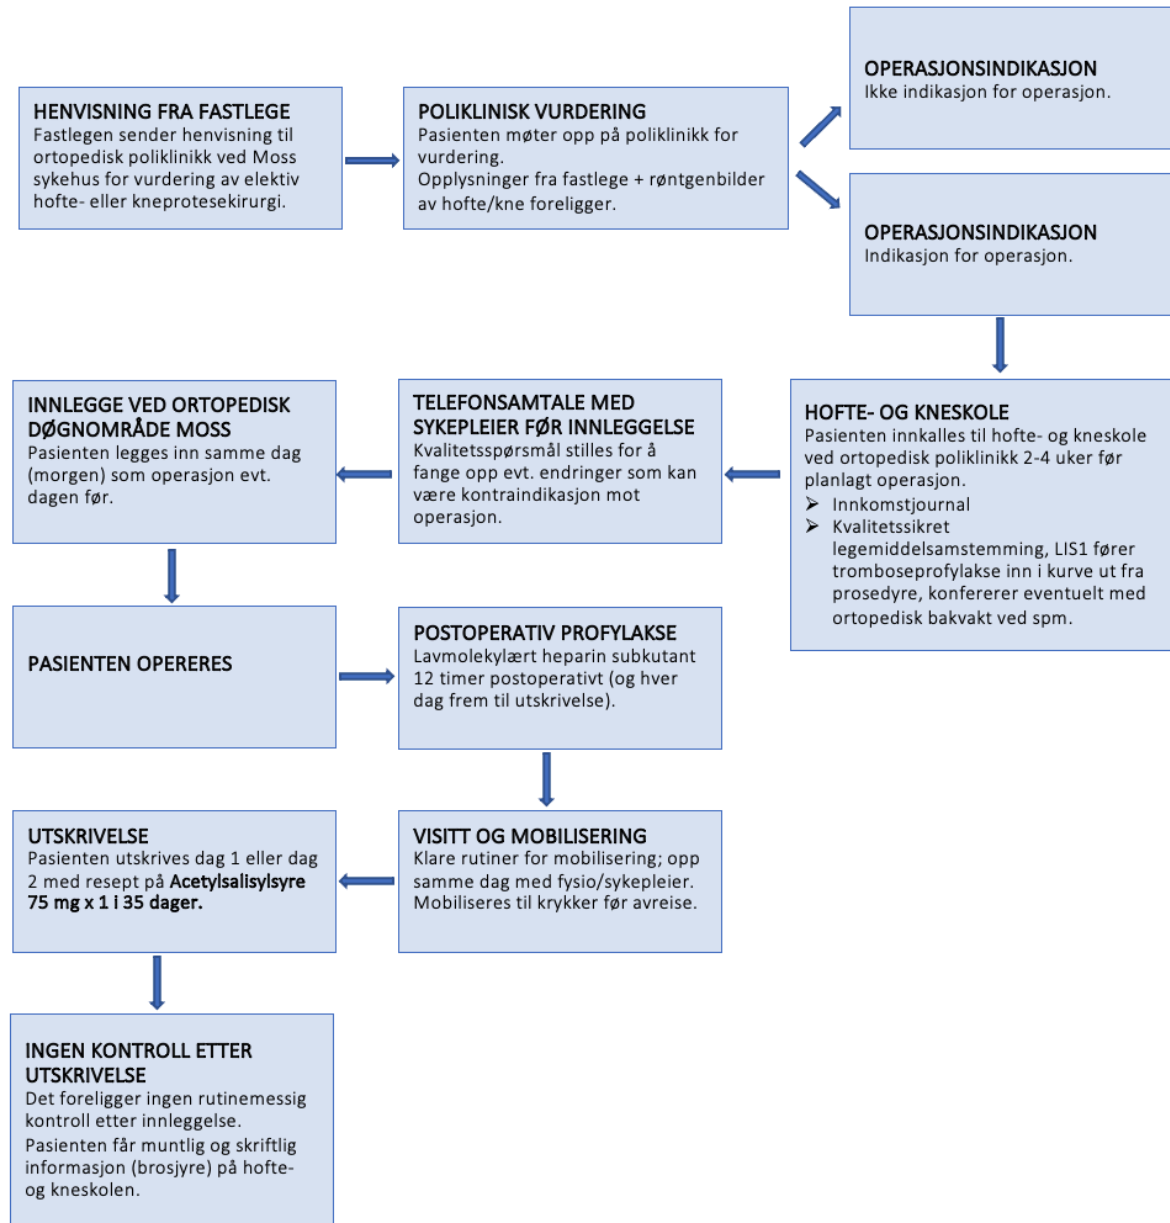 HENVISNING FRA FASTLEGE
Fastlegen sender henvisning til
ortopedisk poliklinikk ved Moss
sykehus for vurdering av elektiv
hofte- eller kneprotesekirurgi.
POLIKLINISK VURDERING
Pasienten møter opp på poliklinikk for
vurdering.
Opplysninger fra fastlege + røntgenbilder
av hofte/kne foreligger.
OPERASJONSINDIKASJON
Ikke indikasjon for operasjon.
OPERASJONSINDIKASJON
Indikasjon for operasjon.
HOFTE- OG KNESKOLE
Pasienten innkalles til hofte- og kneskole
ved ortopedisk poliklinikk 2-4 uker før
planlagt operasjon.
➢ Innkomstjournal
➢ Kvalitetssikret
legemiddelsamstemming, LIS1 fører
tromboseprofylakse inn i kurve ut fra
prosedyre, konfererer eventuelt med
ortopedisk bakvakt ved spm.
TELEFONSAMTALE MED
SYKEPLEIER FØR INNLEGGELSE
Kvalitetsspørsmål stilles for å
fange opp evt. endringer som kan
være kontraindikasjon mot
operasjon.
INNLEGGE VED ORTOPEDISK
DØGNOMRÅDE MOSS
Pasienten legges inn samme dag
(morgen) som operasjon evt.
dagen før.
PASIENTEN OPERERES
POSTOPERATIV PROFYLAKSE
Lavmolekylært heparin subkutant
12 timer postoperativt (og hver
dag frem til utskrivelse).
VISITT OG MOBILISERING
Klare rutiner for mobilisering; opp
samme dag med fysio/sykepleier.
Mobiliseres til krykker før avreise.
UTSKRIVELSE
Pasienten utskrives dag 1 eller dag
2 med resept på Acetylsalisylsyre
75 mg x 1 i 35 dager.
INGEN KONTROLL ETTER
UTSKRIVELSE
Det foreligger ingen rutinemessig
kontroll etter innleggelse.
Pasienten får muntlig og skriftlig
informasjon (brosjyre) på hofte-
og kneskolen.